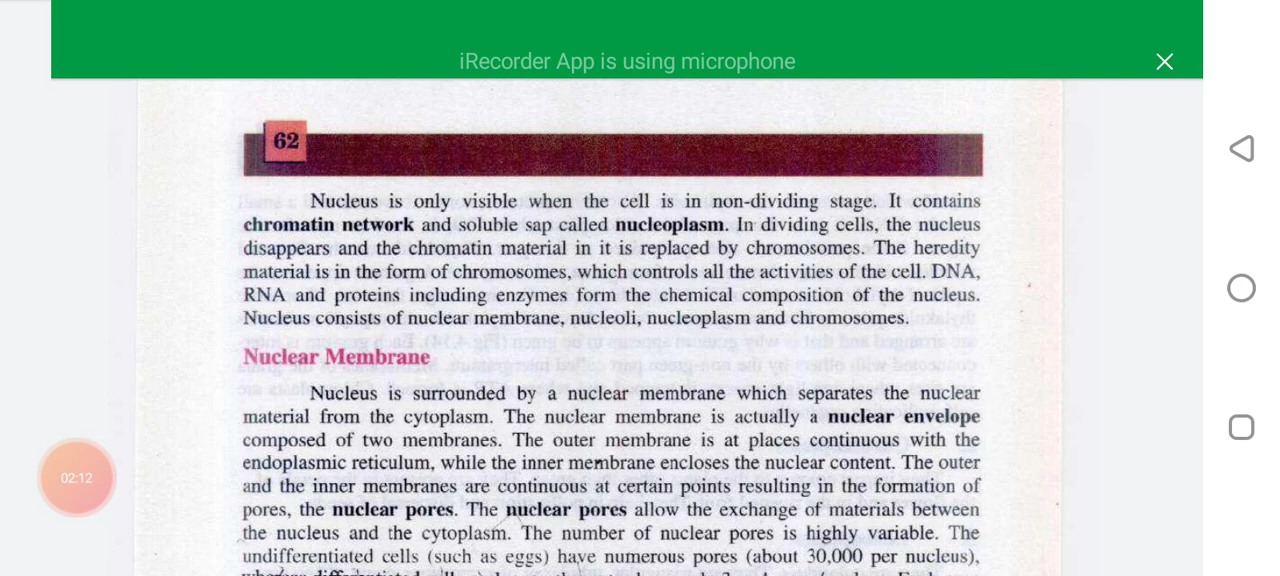 iRecorder App is using microphone
62
Nucleus is only visible when the cell is in non-dividing stage. It contains
chromatin network and soluble sap called nucleoplasm. In dividing cells, the nucleus
disappears and the chromatin material in it is replaced by chromosomes. The heredity
material is in the form of chromosomes, which controls all the activities of the cell. DNA,
RNA and proteins including enzymes form the chemical composition of the nucleus.
Nucleus consists of nuclear membrane, nucleoli, nucleoplasm and chromosomes.
Nuclear Membrane
Nucleus is surrounded by a nuclear membrane which separates the nuclear
material from the cytoplasm. The nuclear membrane is actually a nuclear envelope
composed of two membranes. The outer membrane is at places continuous with the
endoplasmic reticulum, while the inner membrane encloses the nuclear content. The outer
02:12
and the inner membranes are continuous at certain points resulting in the formation of
pores, the nuclear pores. The nuclear pores allow the exchange of materials between
the nucleus and the cytoplasm. The number of nuclear pores is highly variable. The
undifferentiated cells (such as eggs) have numerous pores (about 30,000 per nucleus),